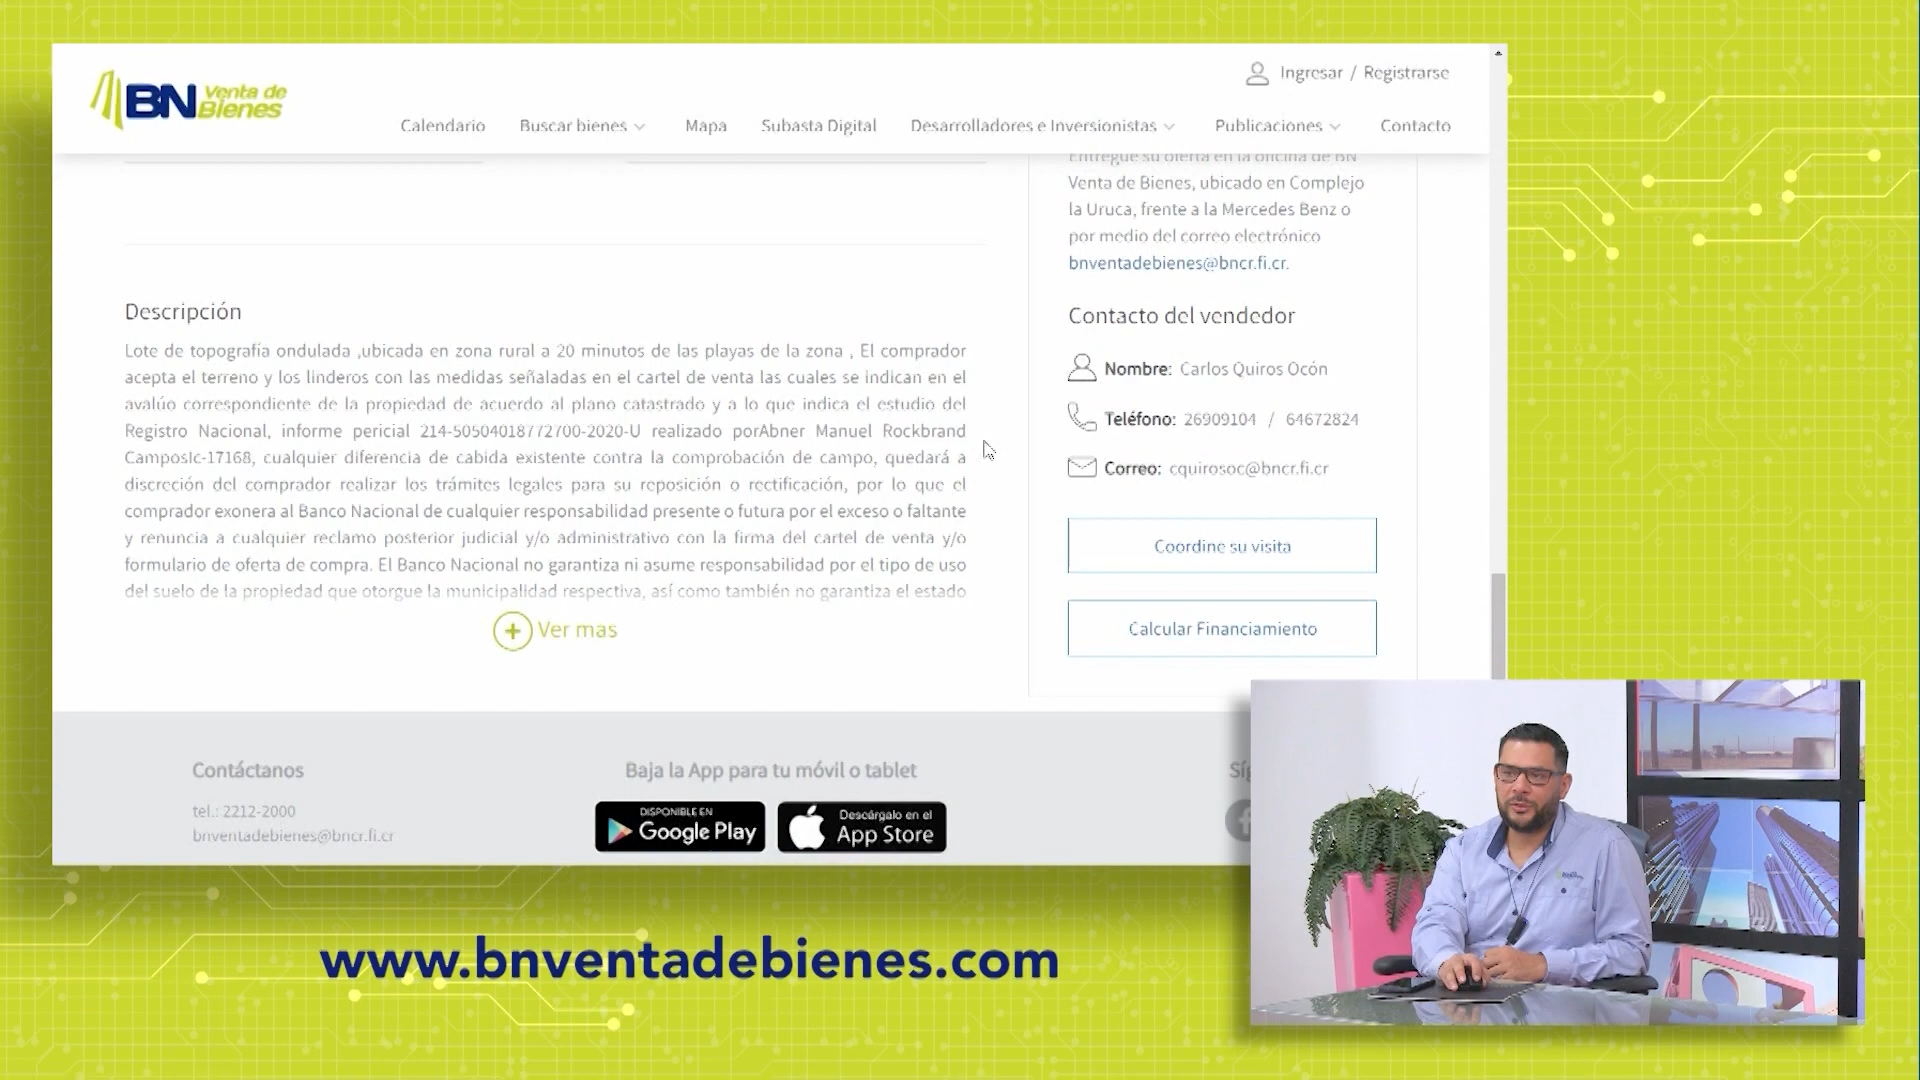 BN Venta de Bienes
Ingresar / Registrarse
Calendario Buscar bienes Mapa Subasta Digital Desarrolladores e Inversionistas Publicaciones Contacto
Entregue su oferta en la oficina de BN
Venta de Bienes, ubicado en Complejo
la Uruca, frente a la Mercedes Benz o
por medio del correo electrónico
bnventadebienes@bncr.fi.cr.
Descripción
Lote de topografía ondulada ,ubicada en zona rural a 20 minutos de las playas de la zona , El comprador
acepta el terreno y los linderos con las medidas señaladas en el cartel de venta las cuales se indican en el
avalúo correspondiente de la propiedad de acuerdo al plano catastrado y a lo que indica el estudio del
Registro Nacional, informe pericial 214-50504018772700-2020-U realizado porAbner Manuel Rockbrand
CamposIc-17168, cualquier diferencia de cabida existente contra la comprobación de campo, quedará a
discreción del comprador realizar los trámites legales para su reposición o rectificación, por lo que el
comprador exonera al Banco Nacional de cualquier responsabilidad presente o futura por el exceso o faltante
y renuncia a cualquier reclamo posterior judicial y/o administrativo con la firma del cartel de venta y/o
formulario de oferta de compra. El Banco Nacional no garantiza ni asume responsabilidad por el tipo de uso
del suelo de la propiedad que otorgue la municipalidad respectiva, así como también no garantiza el estado
Ver mas
Contacto del vendedor
Nombre: Carlos Quiros Ocón
Teléfono: 26909104 / 64672824
Correo: cquirosoc@bncr.fi.cr
Coordine su visita
Calcular Financiamiento
Contáctanos
tel.: 2212-2000
bnventadebienes@bncr.fi.cr
Baja la App para tu móvil o tablet
DISPONIBLE EN
Google Play
Descárgalo en el
App Store
www.bnventadebienes.com